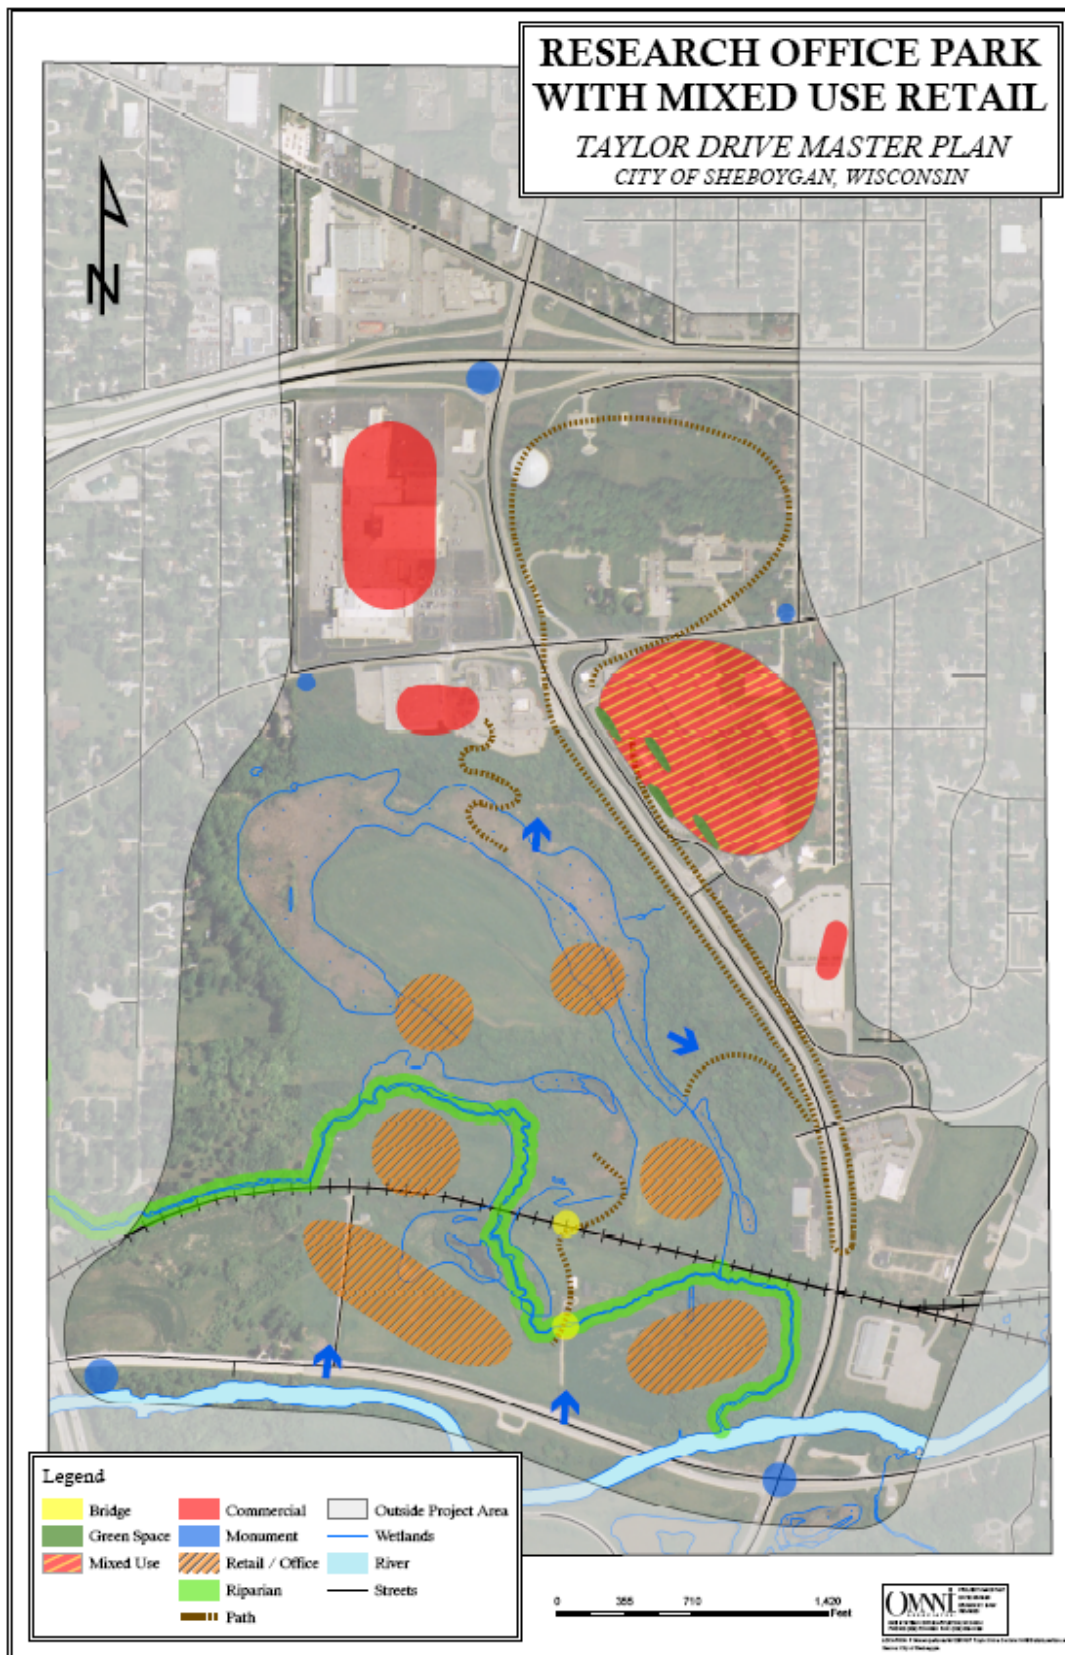 RESEARCH OFFICE PARK
WITH MIXED USE RETAIL
TAYLOR DRIVE MASTER PLAN
CITY OF SHEBOYGAN, WISCONSIN
N
Legend
Bridge
Green Space
Mixed Use
Commercial
Monument
Retail / Office
Riparian
Path
Outside Project Area
Wetlands
River
Streets
0 355 710 1,420
Feet
OMNNI
ASSOCIATES